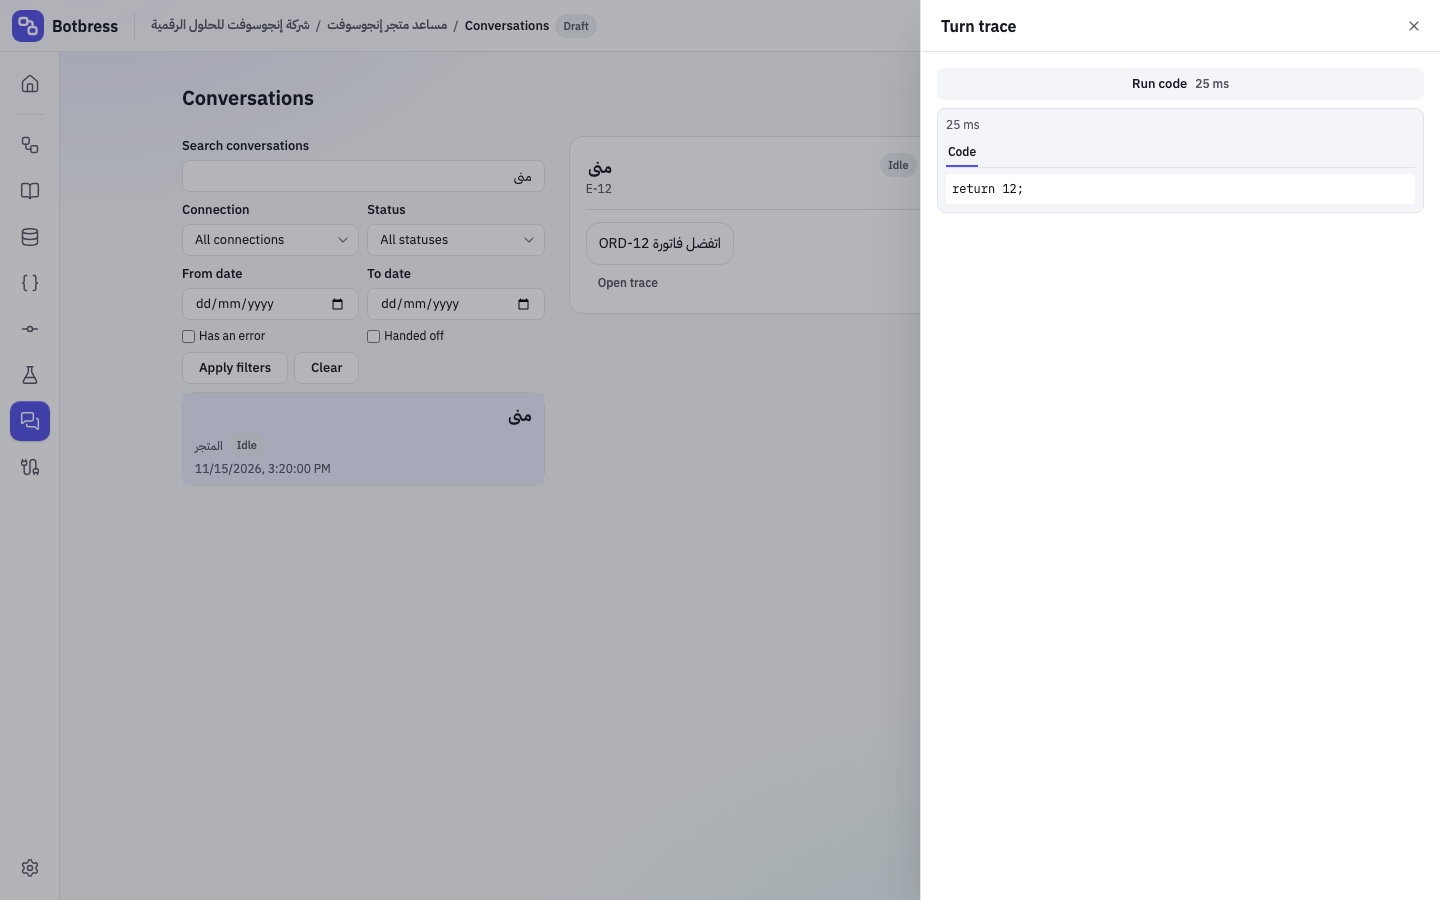 Botbress
شركة إنجوسوفت للحلول الرقمية / مساعد متجر إنجوسوفت / Conversations Draft
Conversations
Search conversations
منى
Connection Status
All connections All statuses
From date To date
dd/mm/yyyy dd/mm/yyyy
Has an error Handed off
Apply filters Clear
منى
المتجر Idle
11/15/2026, 3:20:00 PM
منى Idle
E-12
اتفضل فاتورة ORD-12
Open trace
Turn trace
Run code 25 ms
25 ms
Code
return 12;